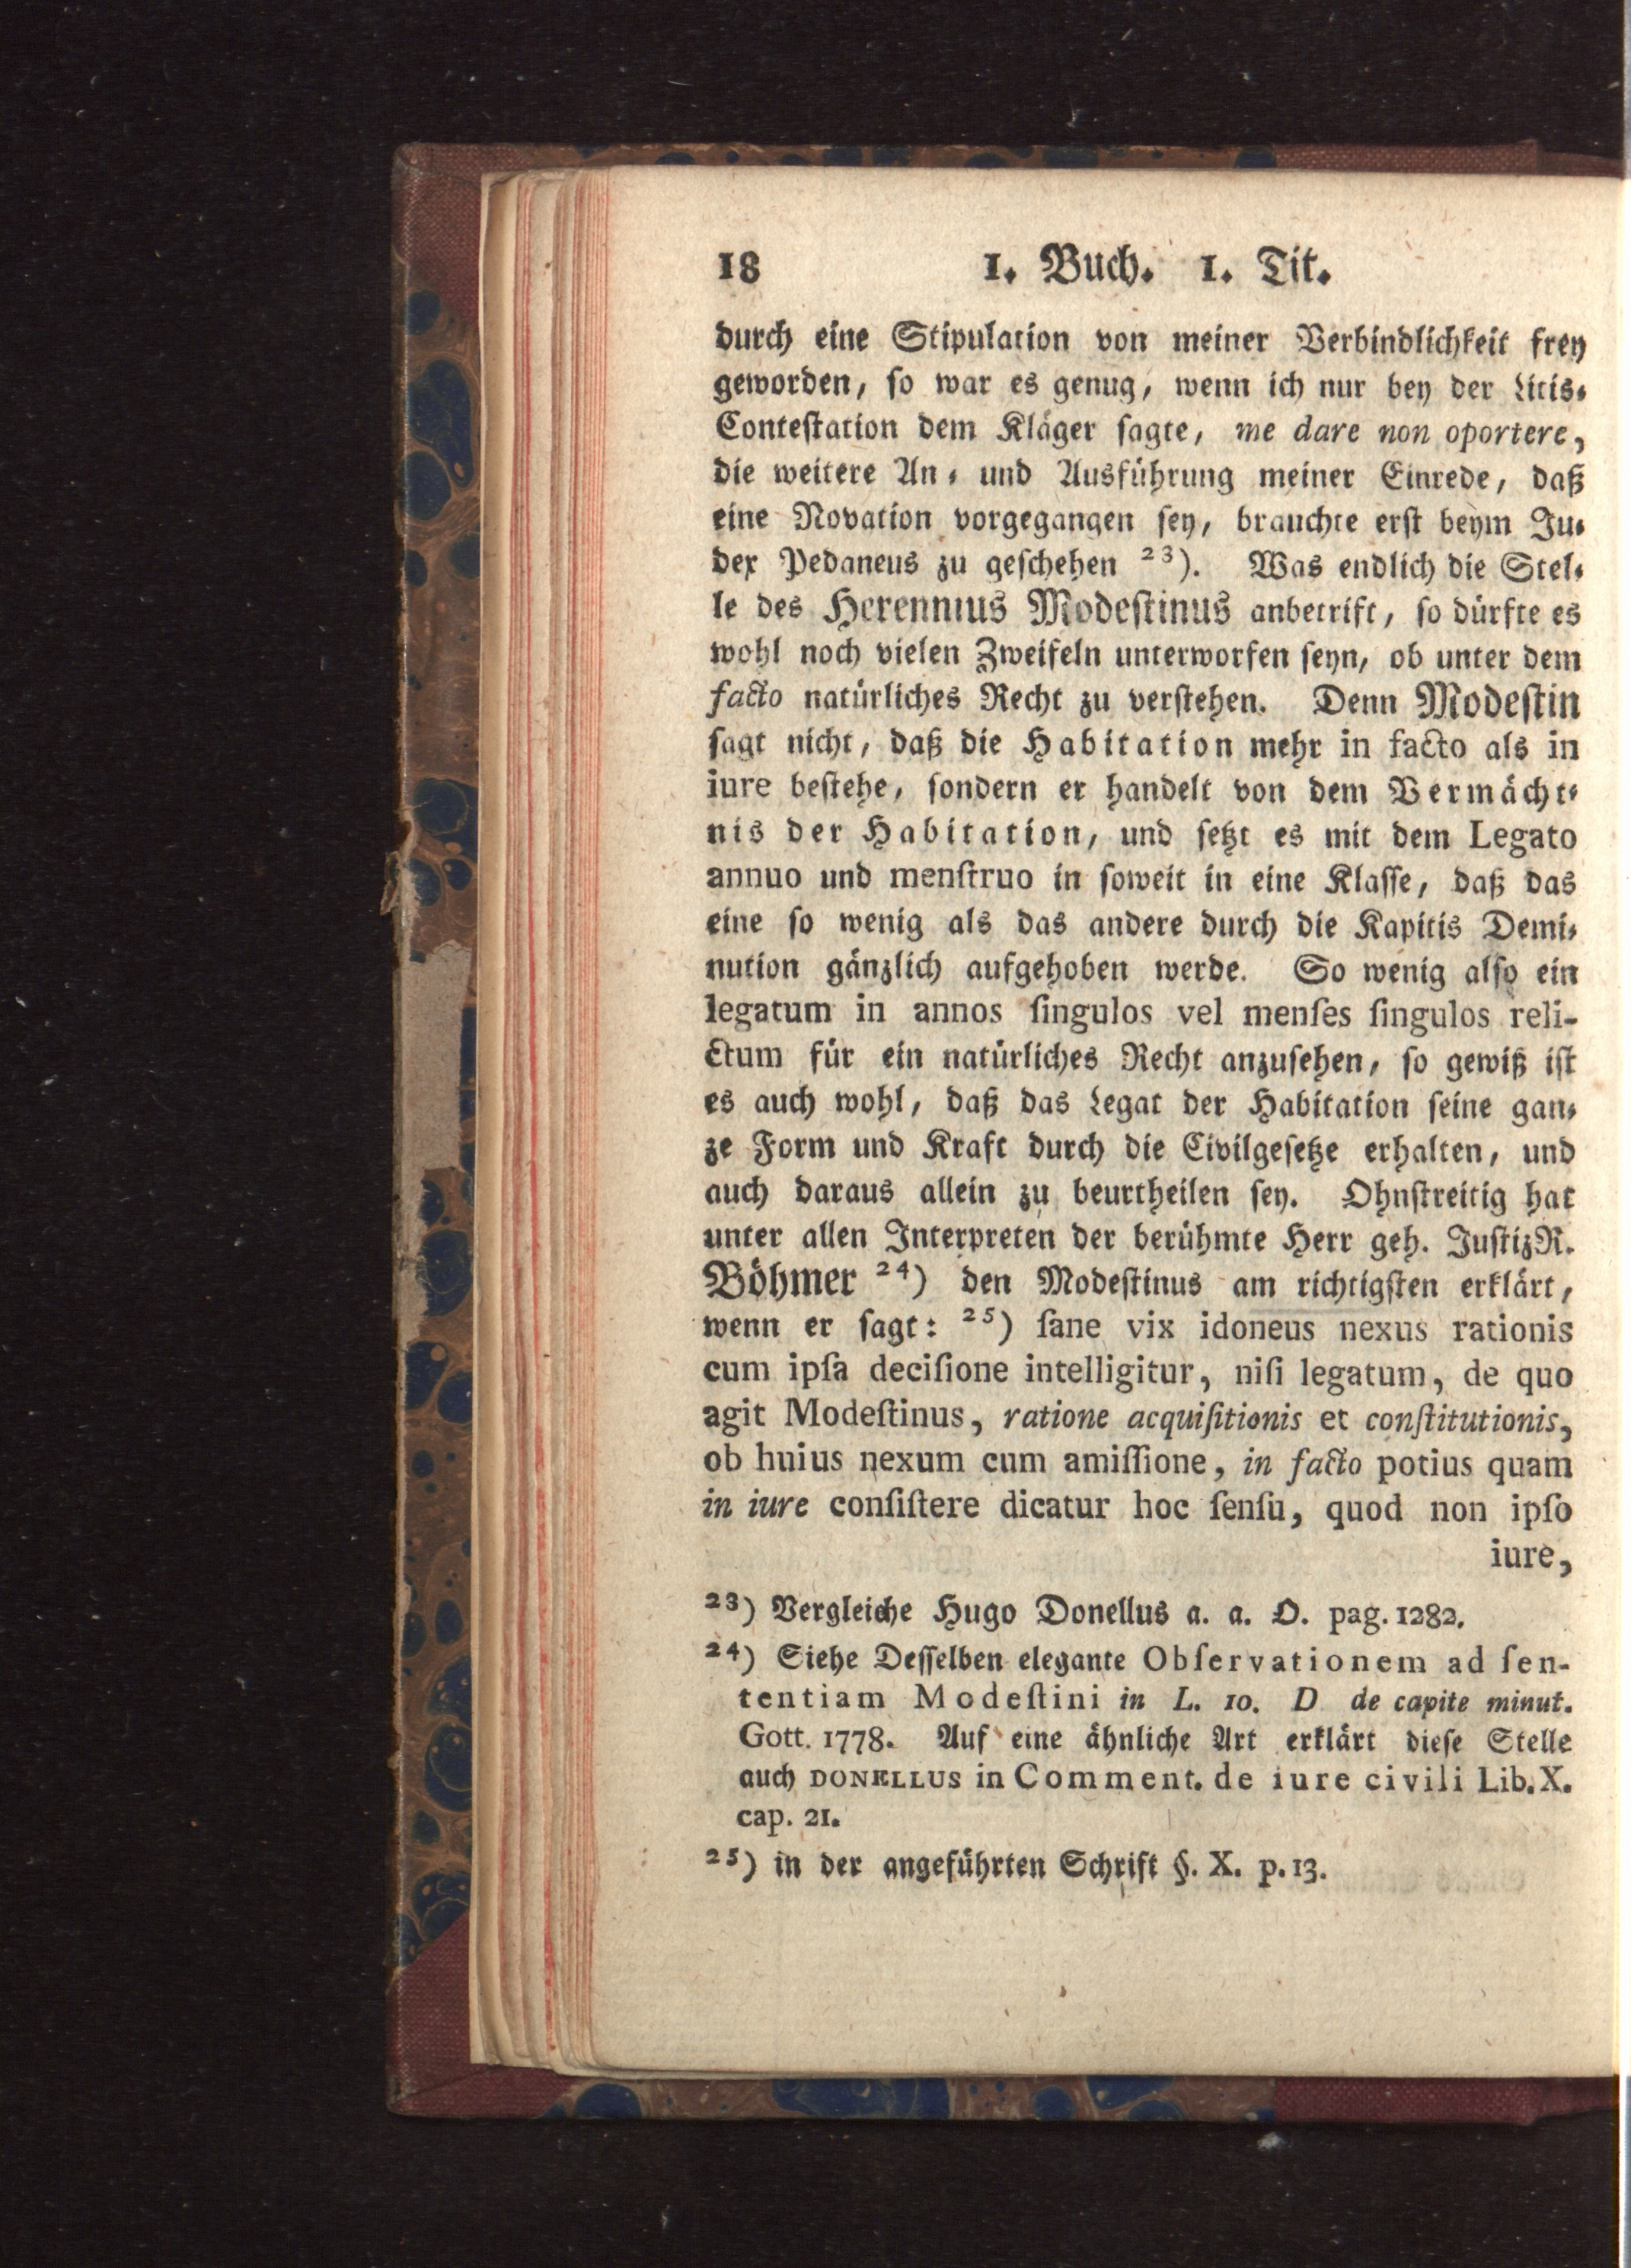 18 1. Buch. 1. Tit.
durch eine Stipulation von meiner Verbindlichkeit frey
geworden, ſo war es genug, wenn ich nur bey der Litis-
Conteſtation dem Kläger ſagte, me dare non oportere,
die weitere An- und Ausführung meiner Einrede, daß
eine Novation vorgegangen ſey, brauchte erſt beym Ju-
dex Pedaneus zu geſchehen 23). Was endlich die Stel-
le des Herennius Modeſtinus anbetrift, ſo dürfte es
wohl noch vielen Zweifeln unterworfen ſeyn, ob unter dem
facto natürliches Recht zu verſtehen. Denn Modeſtin
ſagt nicht, daß die Habitation mehr in facto als in
iure beſtehe, ſondern er handelt von dem Vermächt-
nis der Habitation, und ſetzt es mit dem Legato
annuo und menſtruo in ſoweit in eine Klaſſe, daß das
eine ſo wenig als das andere durch die Kapitis Demi-
nution gänzlich aufgehoben werde. So wenig alſo ein
legatum in annos ſingulos vel menſes ſingulos reli-
ctum für ein natürliches Recht anzuſehen, ſo gewiß iſt
es auch wohl, daß das Legat der Habitation ſeine gan-
ze Form und Kraft durch die Civilgeſetze erhalten, und
auch daraus allein zu beurtheilen ſey. Ohnſtreitig hat
unter allen Interpreten der berühmte Herr geh. JuſtizR.
Böhmer 24) den Modeſtinus am richtigſten erklärt,
wenn er ſagt: 25) ſane vix idoneus nexus rationis
cum ipſa deciſione intelligitur, niſi legatum, de quo
agit Modeſtinus, ratione acquiſitionis et conſtitutionis,
ob huius nexum cum amiſſione, in facto potius quam
in iure conſiſtere dicatur hoc ſenſu, quod non ipſo
iure,
23) Vergleiche Hugo Donellus a. a. O. pag. 1282.
24) Siehe Deſſelben elegante Obſervationem ad ſen-
tentiam Modeſtini in L. 10. D de capite minut.
Gott. 1778. Auf eine ähnliche Art erklärt dieſe Stelle
auch DONELLUS in Comment. de iure civili Lib. X.
cap. 21.
25) in der angeführten Schrift §. X. p. 13.